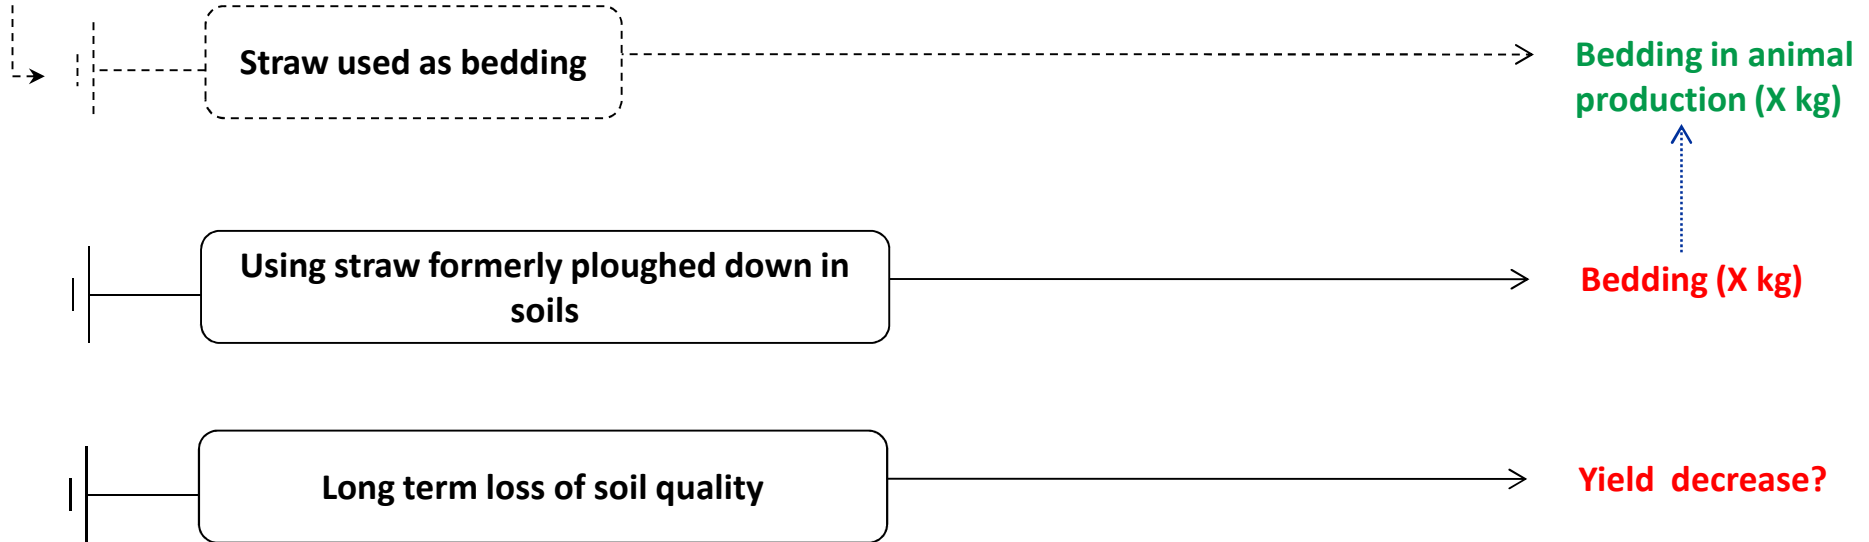 Straw used as bedding
Bedding in animal
production (X kg)
Using straw formerly ploughed down in
soils
Bedding (X kg)
Long term loss of soil quality
Yield  decrease?